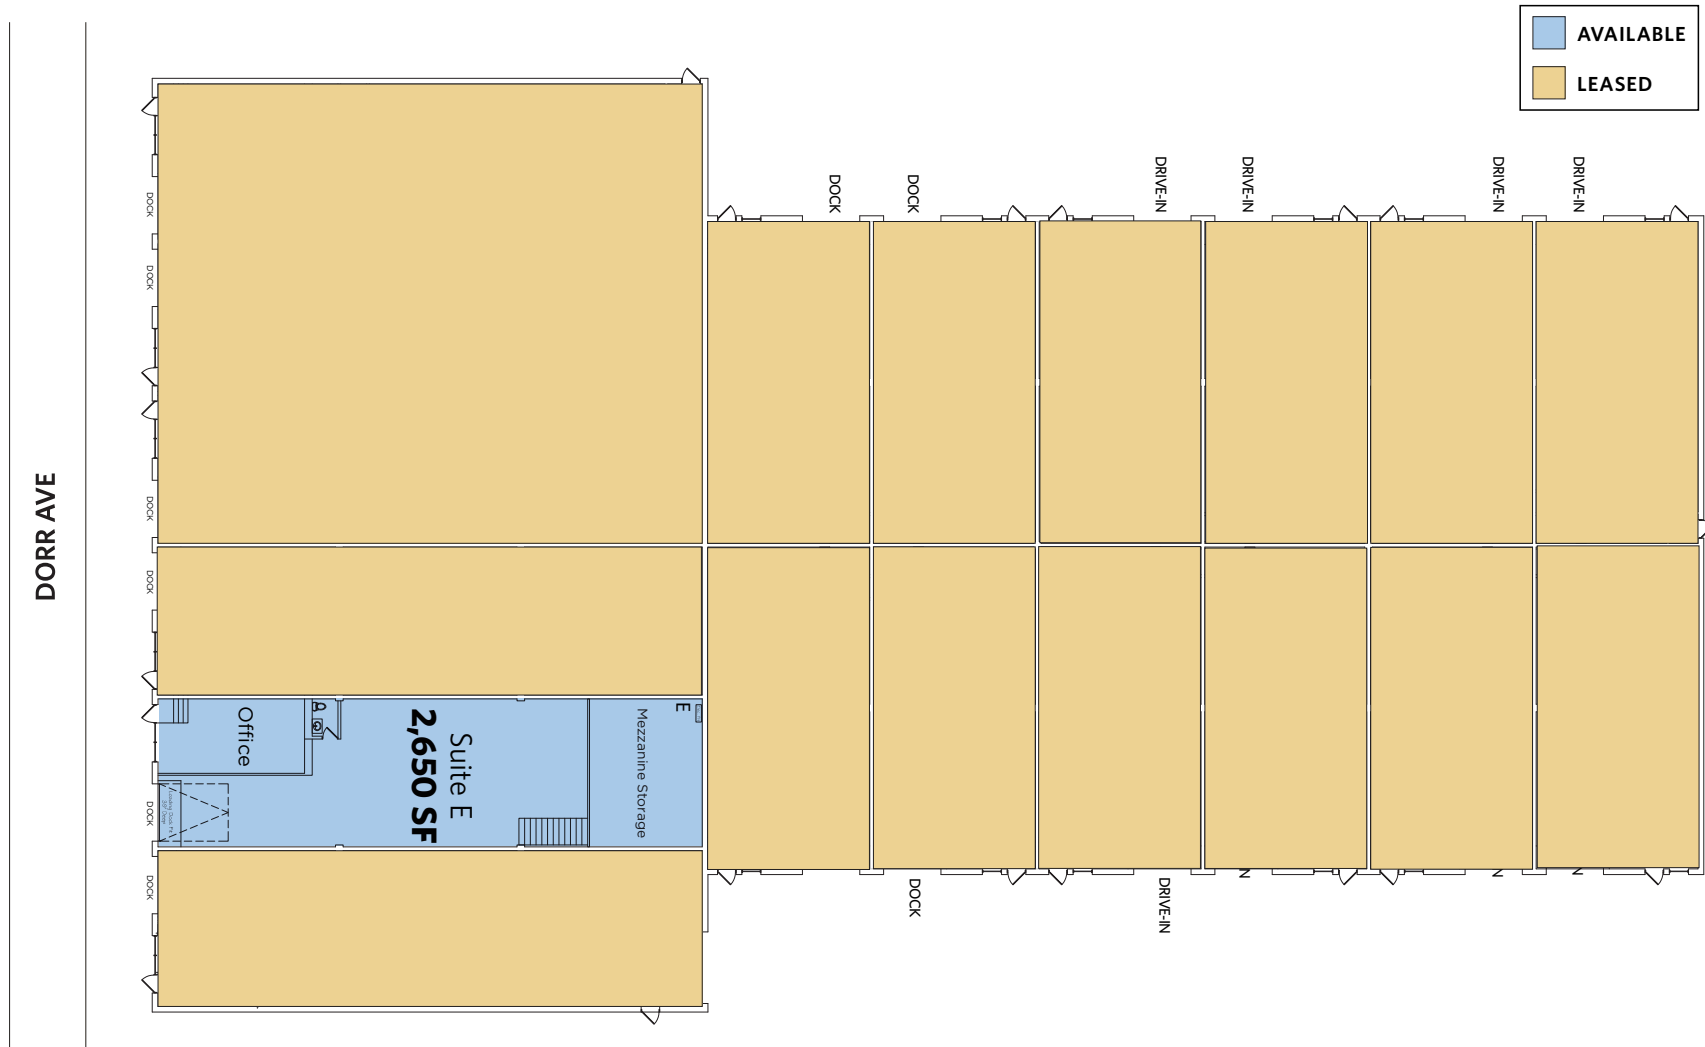 AVAILABLE
LEASED
DORR AVE
DOCK
DOCK
DRIVE-IN
DRIVE-IN
DRIVE-IN
DRIVE-IN
DOCK
DOCK
DOCK
DOCK
DOCK
DOCK
Office
Suite E
2,650 SF
Mezzanine Storage
E
DOCK
DRIVE-IN
N
N
N